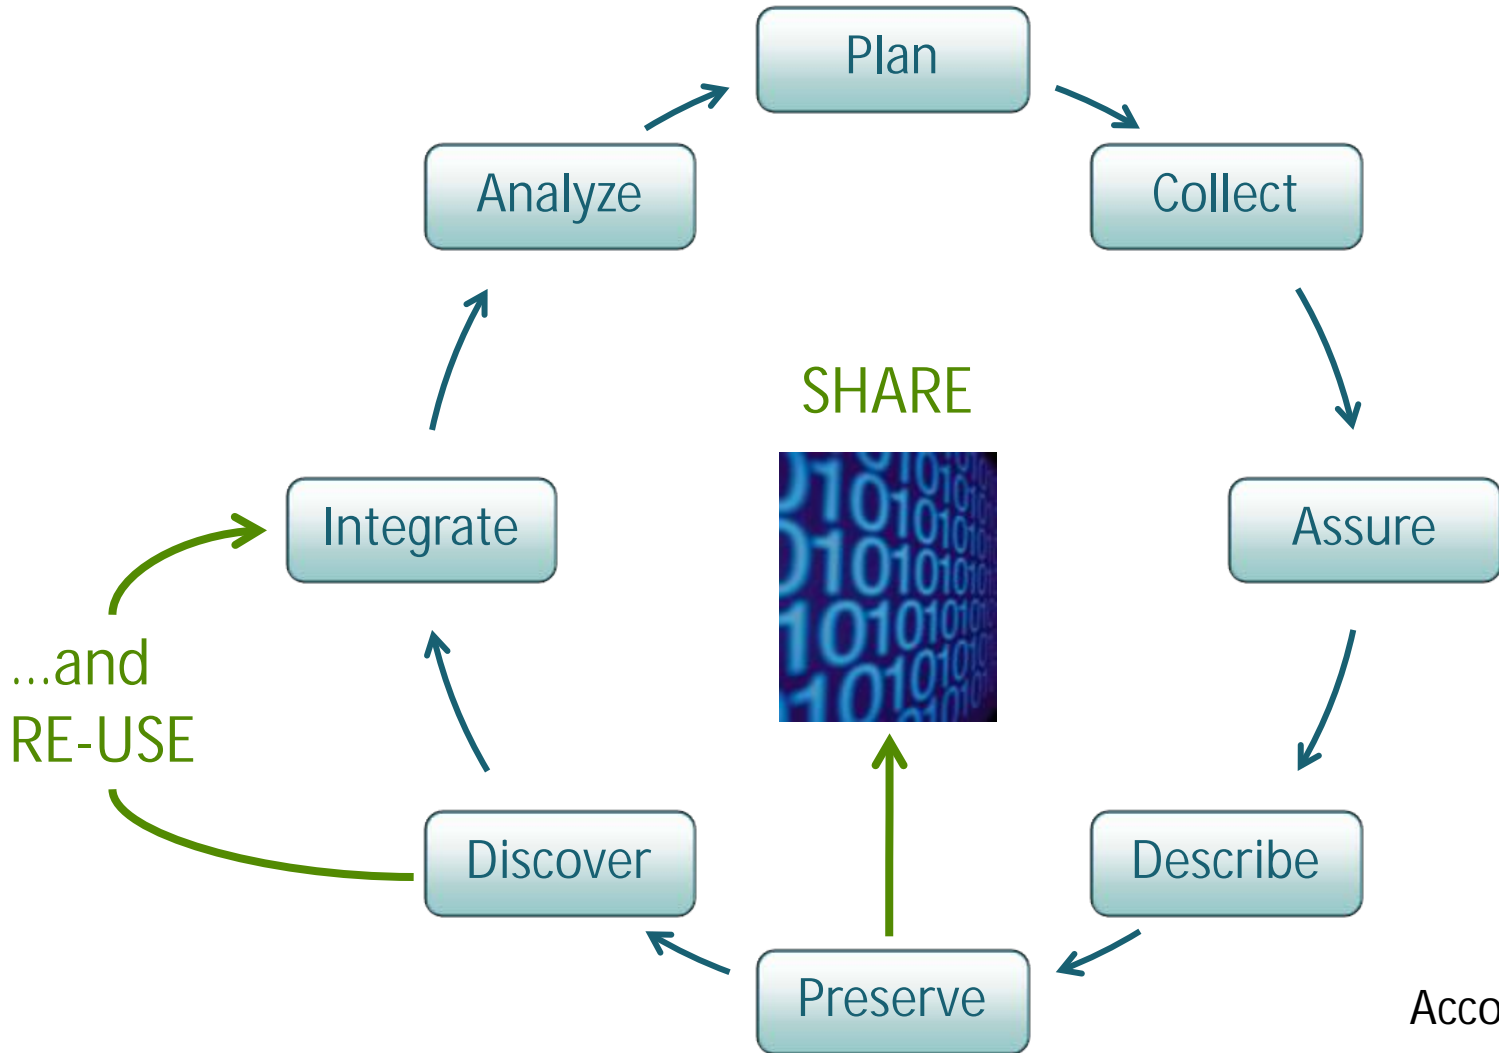 Plan
Analyze
Collect
SHARE
Integrate
Assure
...and
RE-USE
Discover
Describe
Preserve
Acco